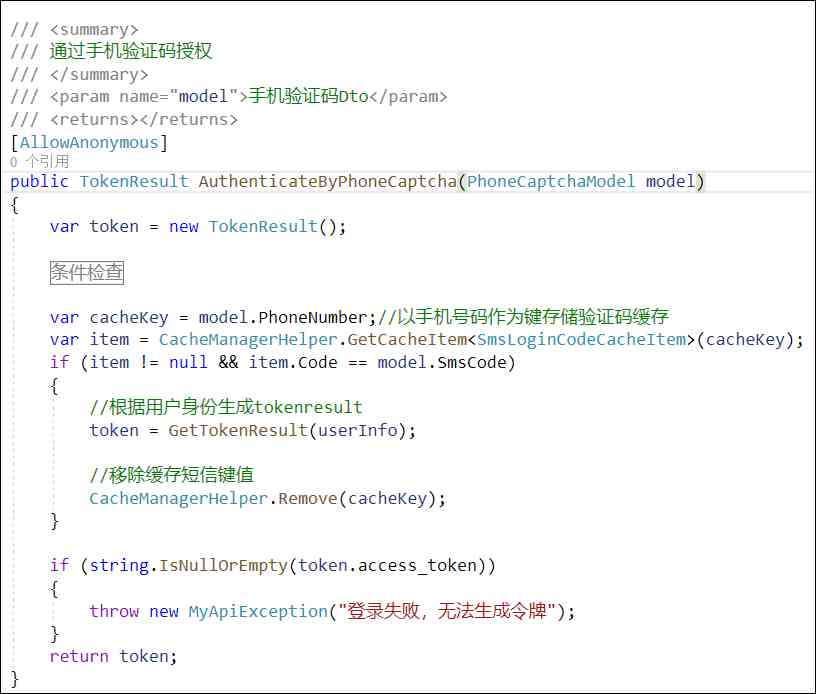 /// <summary>
/// 通过手机验证码授权
/// </summary>
/// <param name="model">手机验证码Dto</param>
/// <returns></returns>
[AllowAnonymous]
0 个引用
public TokenResult AuthenticateByPhoneCaptcha(PhoneCaptchaModel model)
{
    var token = new TokenResult();
    条件检查
    var cacheKey = model.PhoneNumber;//以手机号码作为键存储验证码缓存
    var item = CacheManagerHelper.GetCacheItem<SmsLoginCodeCacheItem>(cacheKey);
    if (item != null && item.Code == model.SmsCode)
    {
        //根据用户身份生成tokenresult
        token = GetTokenResult(userInfo);
        //移除缓存短信键值
        CacheManagerHelper.Remove(cacheKey);
    }
    if (string.IsNullOrEmpty(token.access_token))
    {
        throw new MyApiException("登录失败，无法生成令牌");
    }
    return token;
}